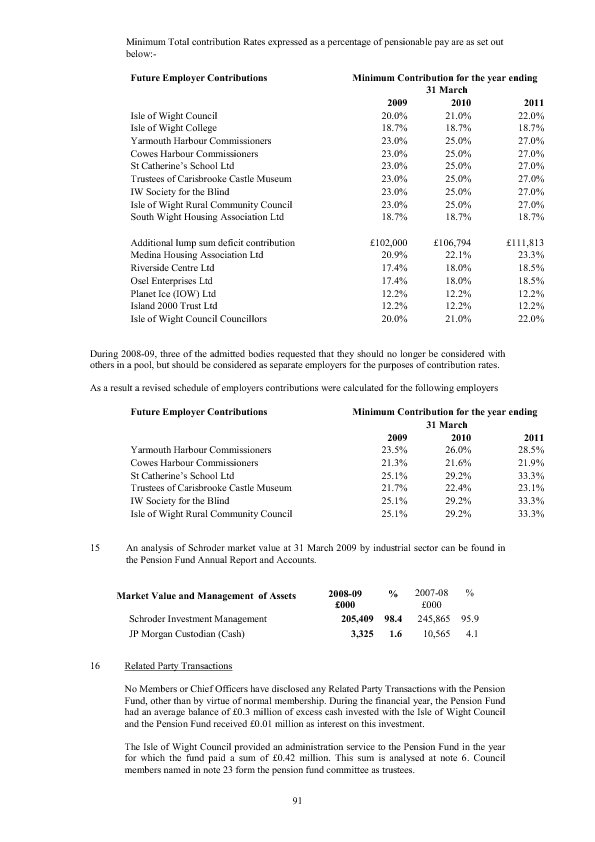 Minimum Total contribution Rates expressed as a percentage of pensionable pay are as set out
below:-
Future Employer Contributions Minimum Contribution for the year ending
31 March
2009 2010 2011
Isle of Wight Council 20.0% 21.0% 22.0%
Isle of Wight College 18.7% 18.7% 18.7%
Yarmouth Harbour Commissioners 23.0% 25.0% 27.0%
Cowes Harbour Commissioners 23.0% 25.0% 27.0%
St Catherine's School Ltd 23.0% 25.0% 27.0%
Trustees of Carisbrooke Castle Museum 23.0% 25.0% 27.0%
IW Society for the Blind 23.0% 25.0% 27.0%
Isle of Wight Rural Community Council 23.0% 25.0% 27.0%
South Wight Housing Association Ltd 18.7% 18.7% 18.7%
Additional lump sum deficit contribution £102,000 £106,794 £111,813
Medina Housing Association Ltd 20.9% 22.1% 23.3%
Riverside Centre Ltd 17.4% 18.0% 18.5%
Osel Enterprises Ltd 17.4% 18.0% 18.5%
Planet Ice (IOW) Ltd 12.2% 12.2% 12.2%
Island 2000 Trust Ltd 12.2% 12.2% 12.2%
Isle of Wight Council Councillors 20.0% 21.0% 22.0%
During 2008-09, three of the admitted bodies requested that they should no longer be considered with
others in a pool, but should be considered as separate employers for the purposes of contribution rates.
As a result a revised schedule of employers contributions were calculated for the following employers
Future Employer Contributions Minimum Contribution for the year ending
31 March
2009 2010 2011
Yarmouth Harbour Commissioners 23.5% 26.0% 28.5%
Cowes Harbour Commissioners 21.3% 21.6% 21.9%
St Catherine's School Ltd 25.1% 29.2% 33.3%
Trustees of Carisbrooke Castle Museum 21.7% 22.4% 23.1%
IW Society for the Blind 25.1% 29.2% 33.3%
Isle of Wight Rural Community Council 25.1% 29.2% 33.3%
15 An analysis of Schroder market value at 31 March 2009 by industrial sector can be found in
the Pension Fund Annual Report and Accounts.
Market Value and Management of Assets 2008-09 % 2007-08 %
£000 £000
Schroder Investment Management 205,409 98.4 245,865 95.9
JP Morgan Custodian (Cash) 3,325 1.6 10,565 4.1
16 Related Party Transactions
No Members or Chief Officers have disclosed any Related Party Transactions with the Pension
Fund, other than by virtue of normal membership. During the financial year, the Pension Fund
had an average balance of £0.3 million of excess cash invested with the Isle of Wight Council
and the Pension Fund received £0.01 million as interest on this investment.
The Isle of Wight Council provided an administration service to the Pension Fund in the year
for which the fund paid a sum of £0.42 million. This sum is analysed at note 6. Council
members named in note 23 form the pension fund committee as trustees.
91